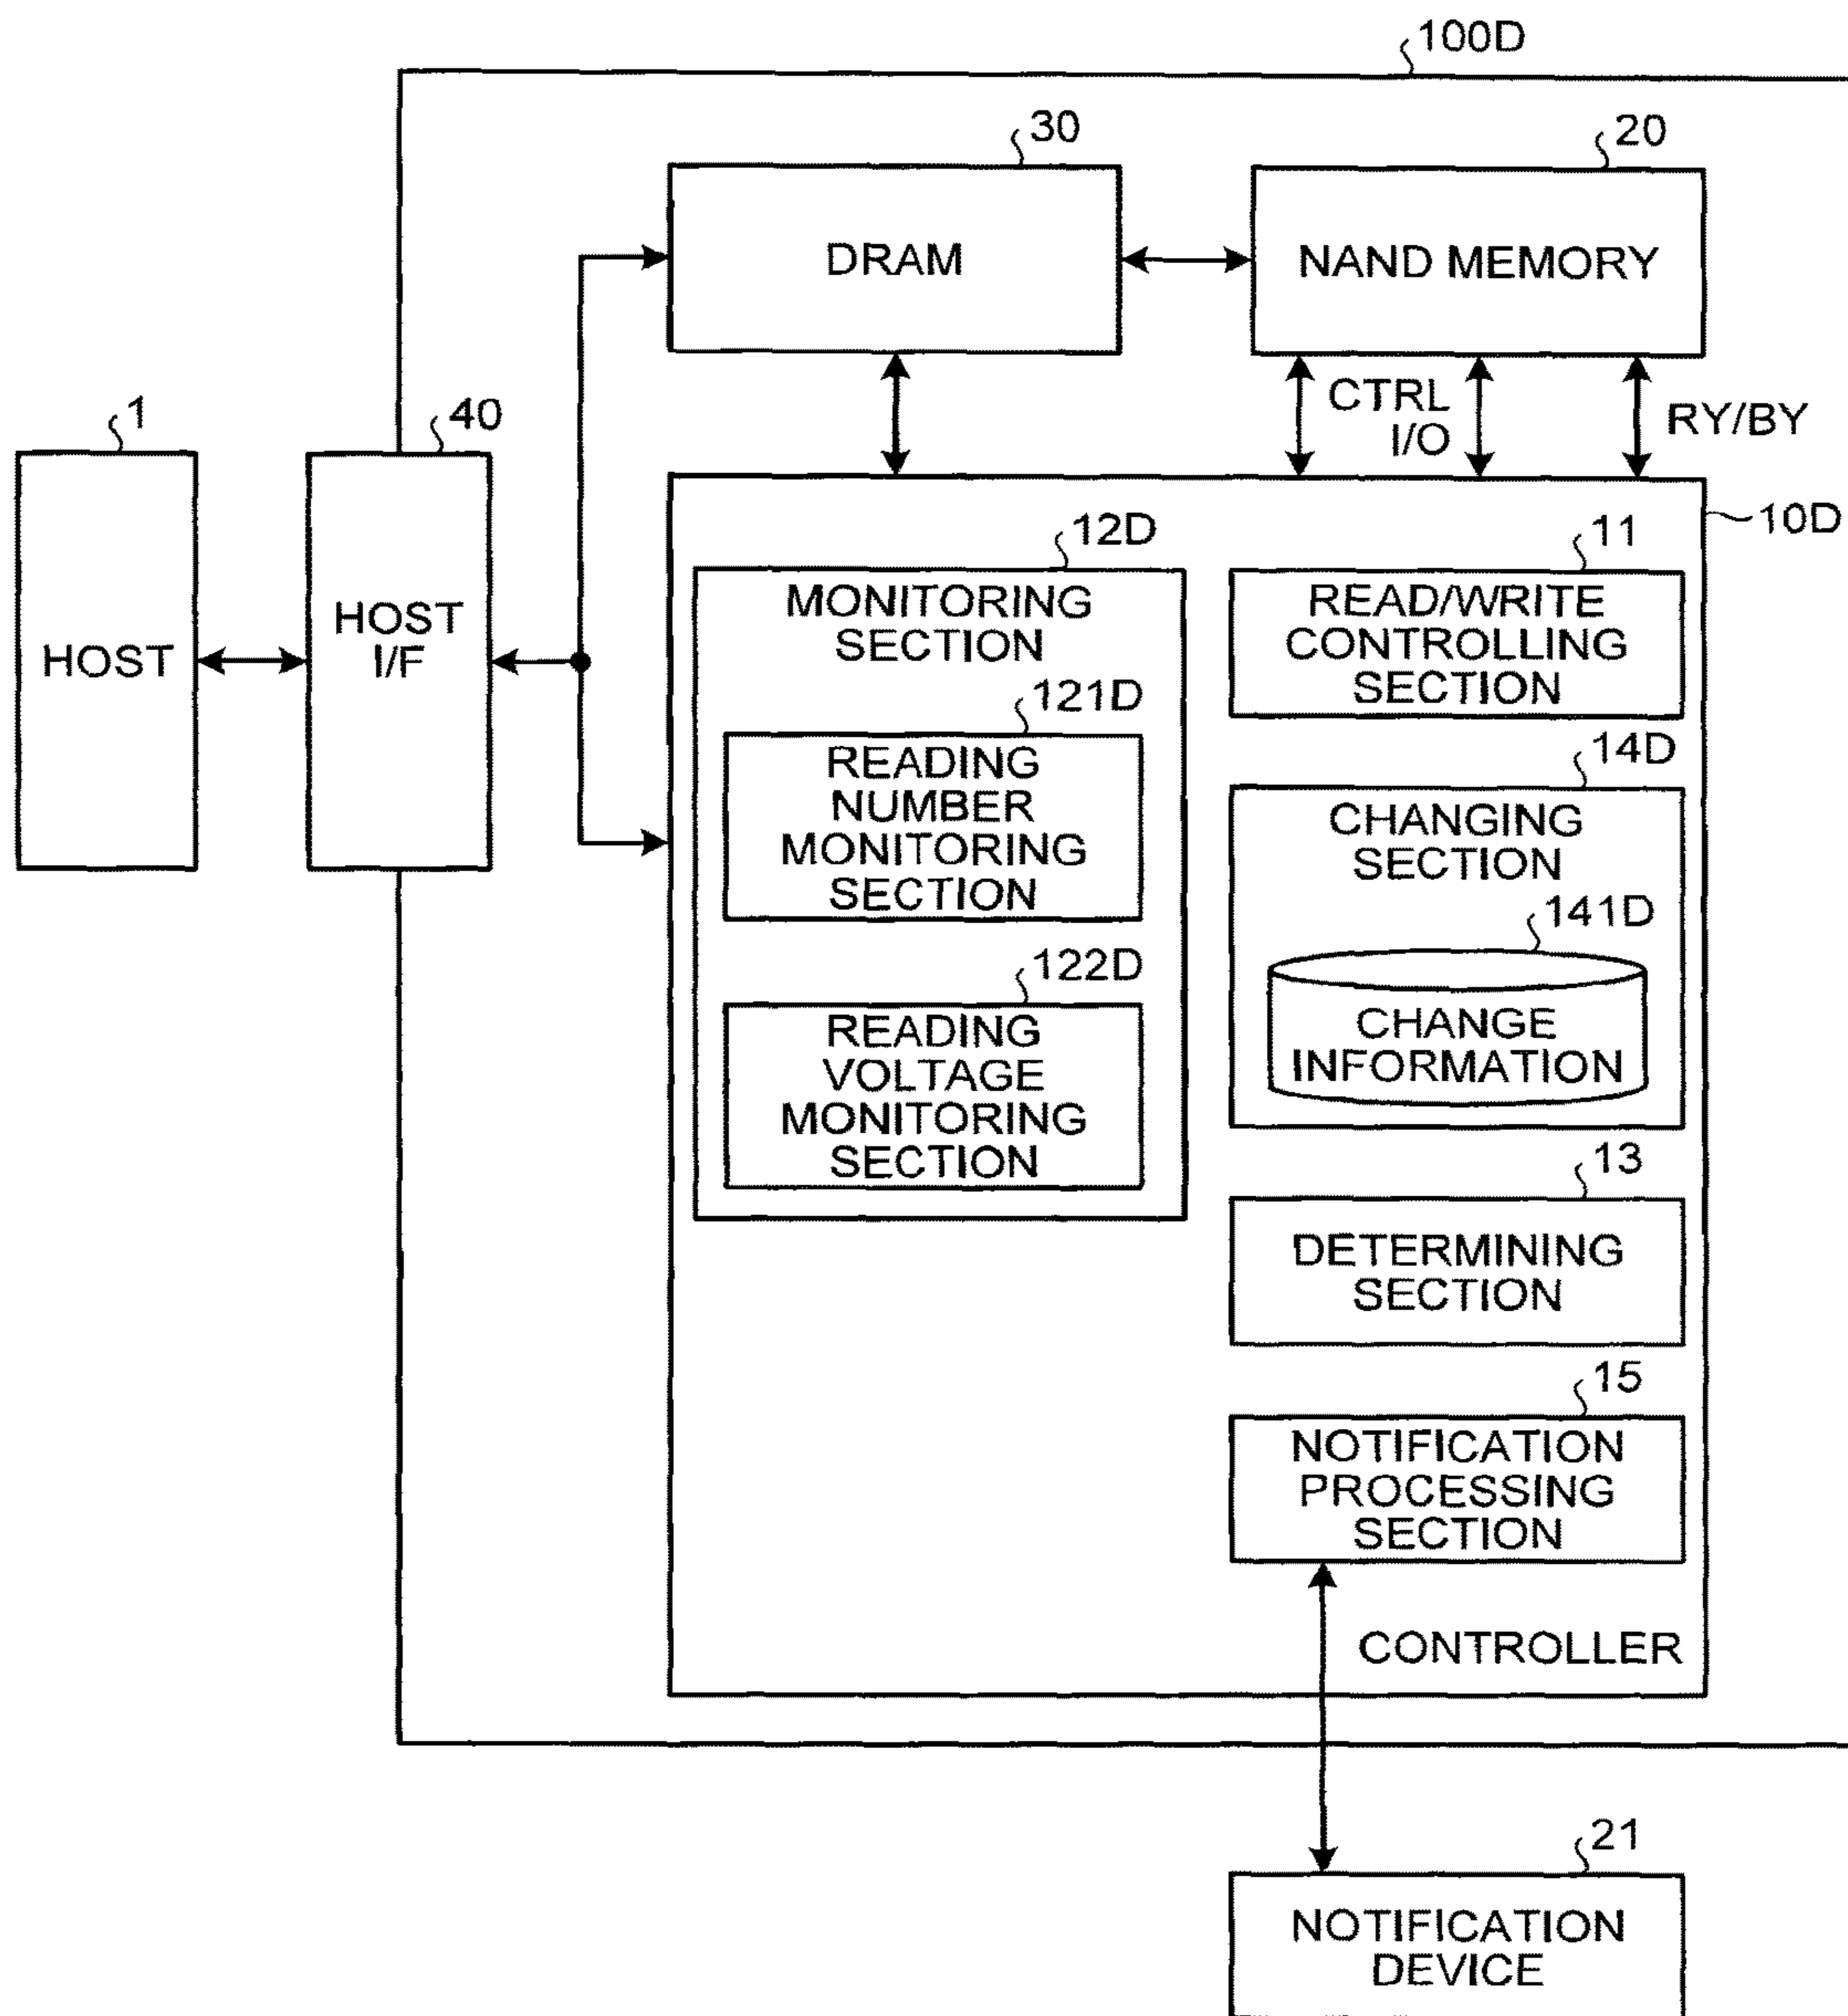 100D
30
20
DRAM
NAND MEMORY
CTRL
I/O
RY/BY
1
40
HOST
HOST
I/F
10D
12D
MONITORING
SECTION
11
READ/WRITE
CONTROLLING
SECTION
121D
READING
NUMBER
MONITORING
SECTION
14D
CHANGING
SECTION
141D
CHANGE
INFORMATION
122D
READING
VOLTAGE
MONITORING
SECTION
13
DETERMINING
SECTION
15
NOTIFICATION
PROCESSING
SECTION
CONTROLLER
21
NOTIFICATION
DEVICE